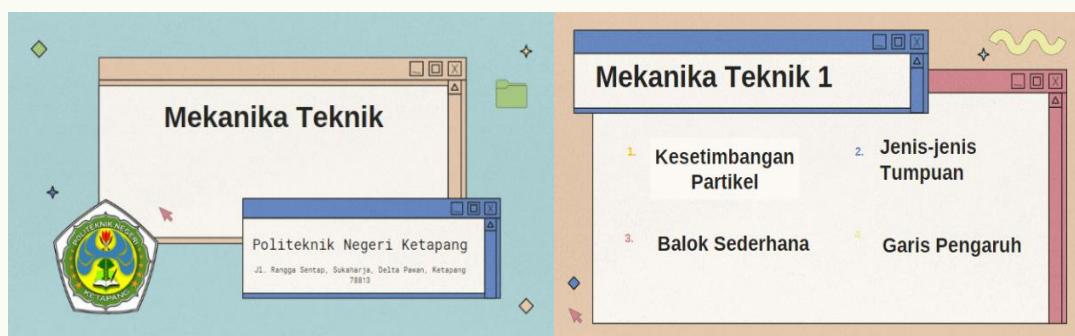 Mekanika Teknik
POLITEKNIK NEGERI
KETAPANG
Politeknik Negeri Ketapang
Jl. Rangga Sentap, Sukaharja, Delta Pawan, Ketapang
78813
Mekanika Teknik 1
1. Kesetimbangan
Partikel
2. Jenis-jenis
Tumpuan
3. Balok Sederhana
4. Garis Pengaruh